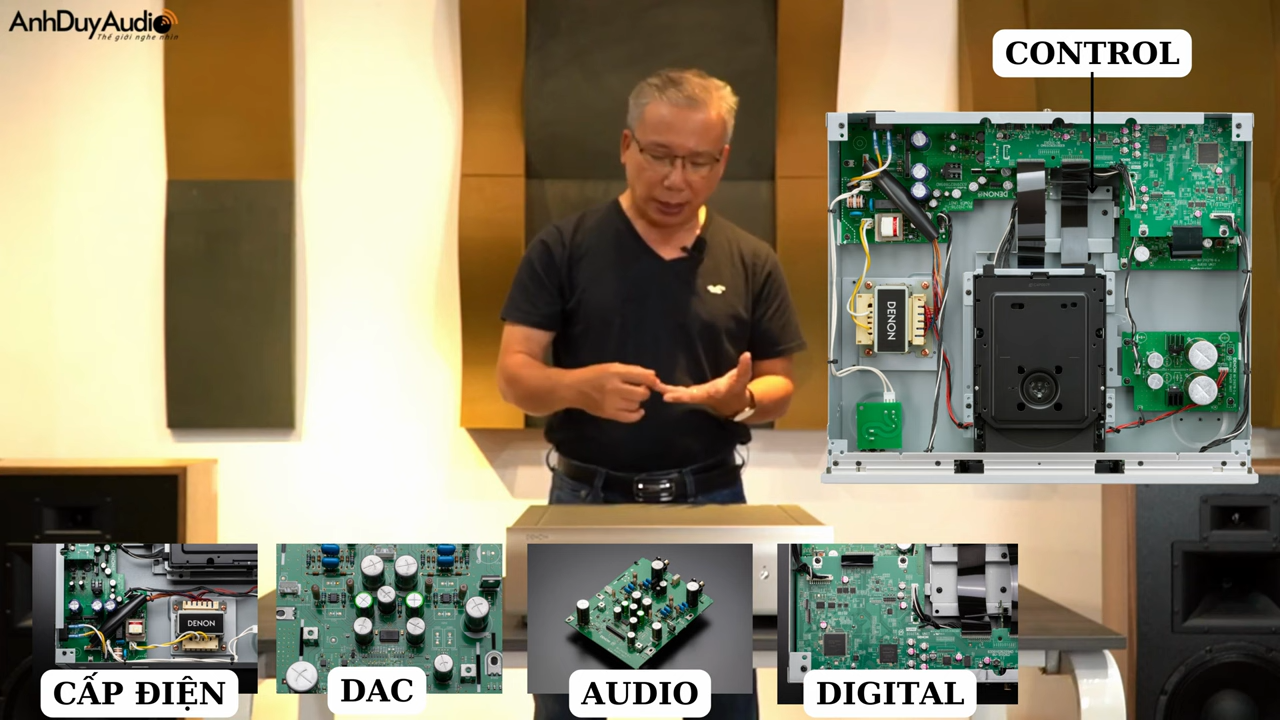 AnhDuyAudio
Thế giới nghe nhìn
CONTROL
DENON
DENON
DENON
CẤP ĐIỆN
DAC
AUDIO
DIGITAL